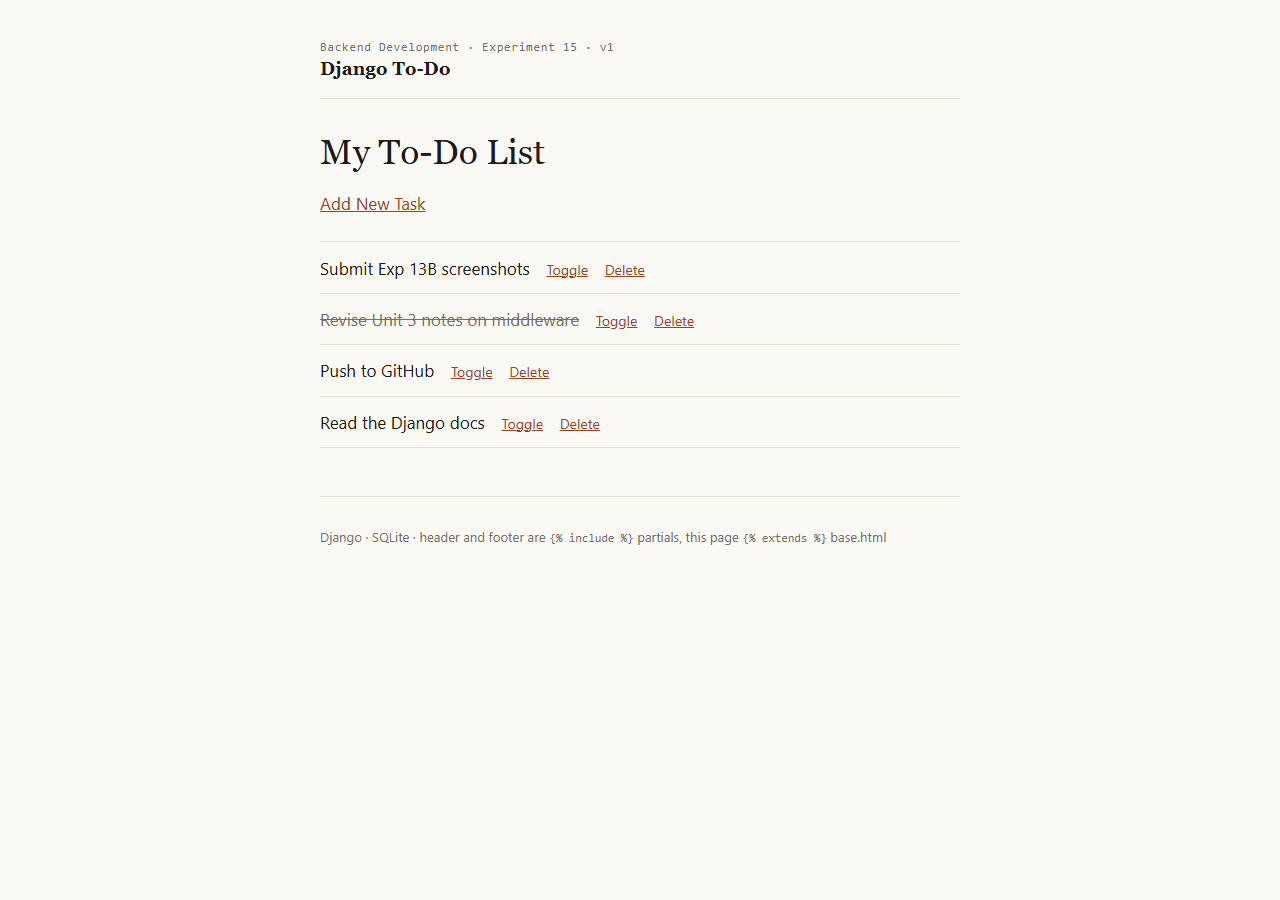 Backend Development · Experiment 15 · v1
Django To-Do
My To-Do List
Add New Task
Submit Exp 13B screenshots Toggle Delete
Revise Unit 3 notes on middleware Toggle Delete
Push to GitHub Toggle Delete
Read the Django docs Toggle Delete
Django · SQLite · header and footer are {% include %} partials, this page {% extends %} base.html